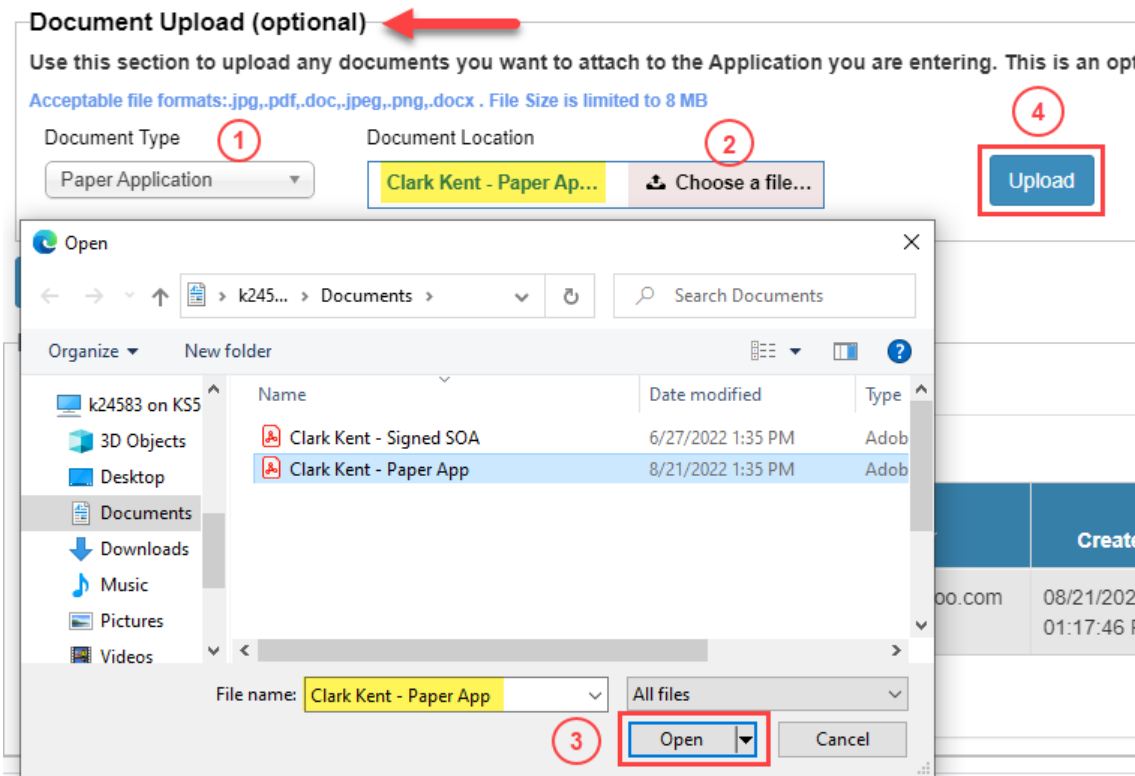 Document Upload (optional)
Use this section to upload any documents you want to attach to the Application you are entering. This is an opt
Acceptable file formats:.jpg,.pdf,.doc,.jpeg,.png,.docx . File Size is limited to 8 MB
4
Document Type 1 Document Location 2
Paper Application Clark Kent - Paper Ap... Choose a file... Upload
Open
k245... > Documents > Search Documents
Organize New folder ?
k24583 on KS5 Name Date modified Type
3D Objects Clark Kent - Signed SOA 6/27/2022 1:35 PM Adob
Desktop Clark Kent - Paper App 8/21/2022 1:35 PM Adob
Documents
Downloads Create
Music
oo.com 08/21/202
Pictures
01:17:46
Videos
File name: Clark Kent - Paper App All files
3 Open Cancel